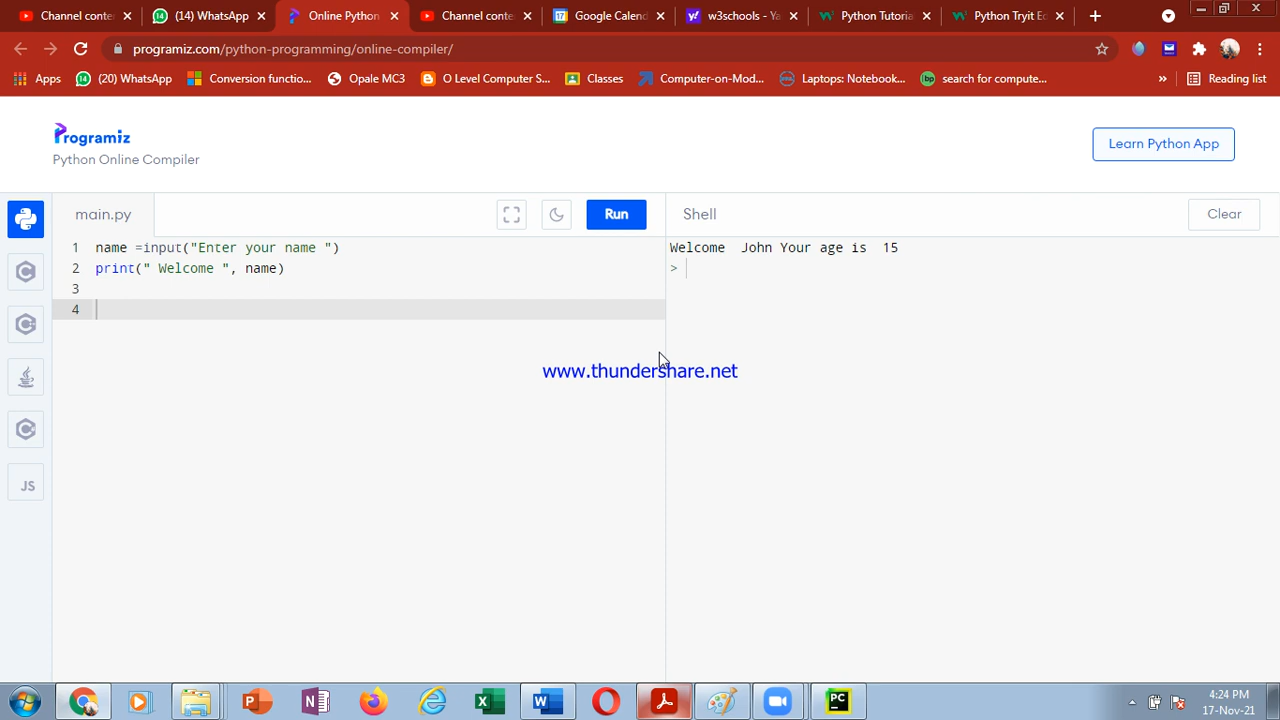 Channel conte
(14) WhatsApp
Online Python
Channel conte
Google Calend
w3schools - Ya
Python Tutoria
Python Tryit Ed
programiz.com/python-programming/online-compiler/
Apps
(20) WhatsApp
Conversion functio...
Opale MC3
O Level Computer S...
Classes
Computer-on-Mod...
Laptops: Notebook...
search for compute...
»
Reading list
Programiz
Python Online Compiler
Learn Python App
main.py
Run
Shell
Clear
1 name =input("Enter your name ")
2 print(" Welcome ", name)
3
4
Welcome  John Your age is  15
>
www.thundershare.net
JS
4:24 PM
17-Nov-21